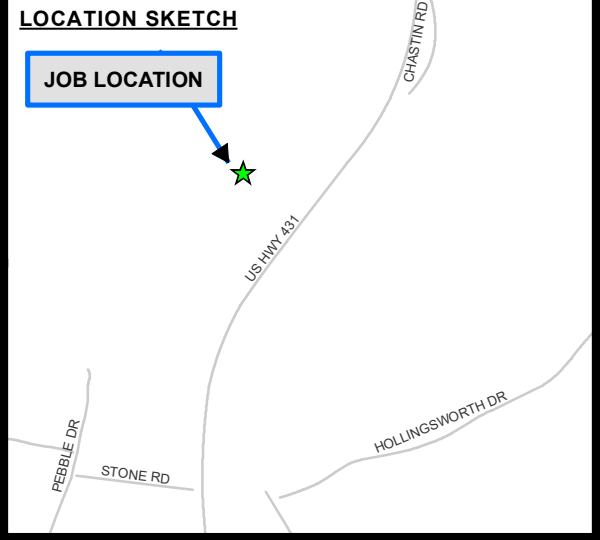 LOCATION SKETCH
JOB LOCATION
CHASTIN RD
US HWY 431
HOLLINGSWORTH DR
PEBBLE DR
STONE RD